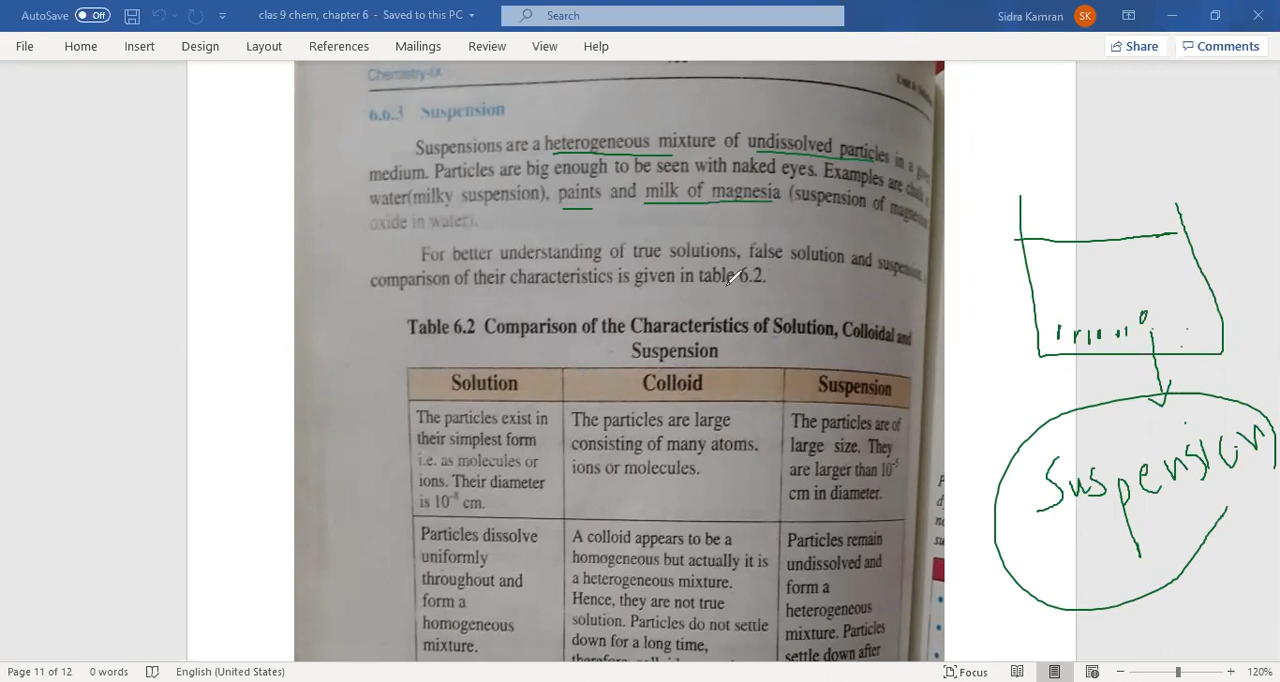 AutoSave Off clas 9 chem, chapter 6 - Saved to this PC Search Sidra Kamran SK
File Home Insert Design Layout References Mailings Review View Help Share Comments
Chemistry-IX
6.6.3 Suspension
Suspensions are a heterogeneous mixture of undissolved particles in a
medium. Particles are big enough to be seen with naked eyes. Examples are chalk
water(milky suspension), paints and milk of magnesia (suspension of
oxide in water).
For better understanding of true solutions, false solution and suspension
comparison of their characteristics is given in table 6.2.
Table 6.2 Comparison of the Characteristics of Solution, Colloidal and
Suspension
Solution Colloid Suspension
The particles exist in
their simplest form
i.e. as molecules or
ions. Their diameter
is 10⁻⁸ cm.
The particles are large
consisting of many atoms,
ions or molecules.
The particles are of
large size. They
are larger than 10⁻⁵
cm in diameter.
Particles dissolve
uniformly
throughout and
form a
homogeneous
mixture.
A colloid appears to be a
homogeneous but actually it is
a heterogeneous mixture.
Hence, they are not true
solution. Particles do not settle
down for a long time,
Particles remain
undissolved and
form a
heterogeneous
mixture. Particles
settle down after
Suspension
Page 11 of 12 0 words English (United States) Focus 120%